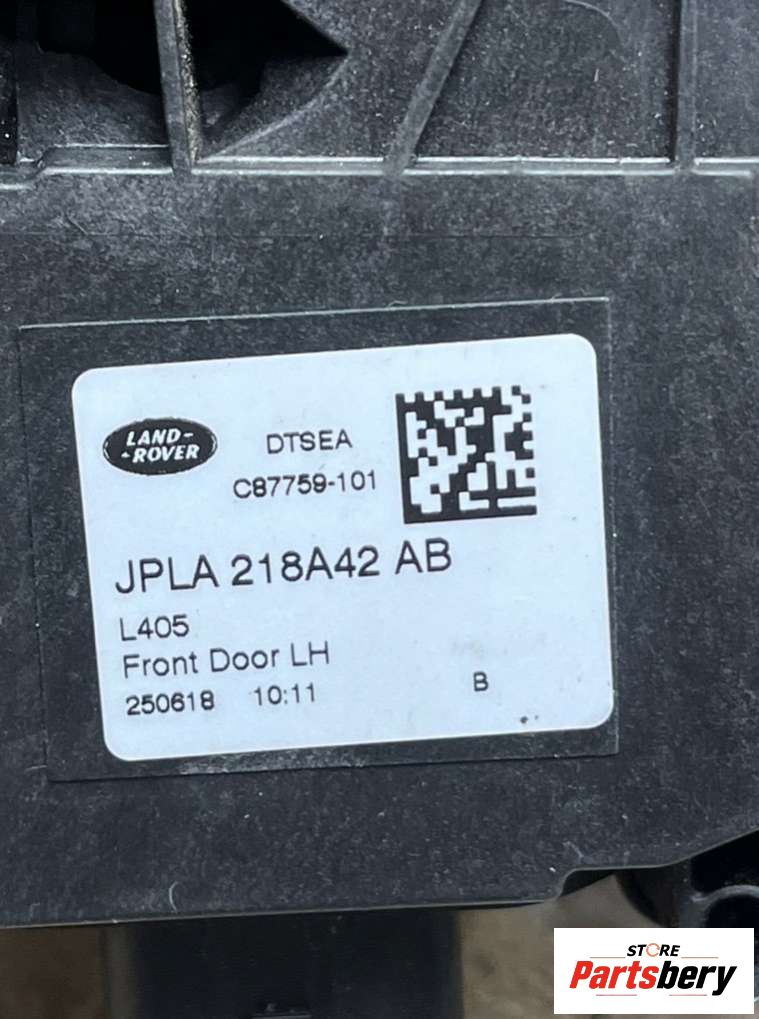 LAND-
-ROVER
DTSEA
C87759-101
JPLA 218A42 AB
L405
Front Door LH
250618 10:11 B
STORE
Partsbery